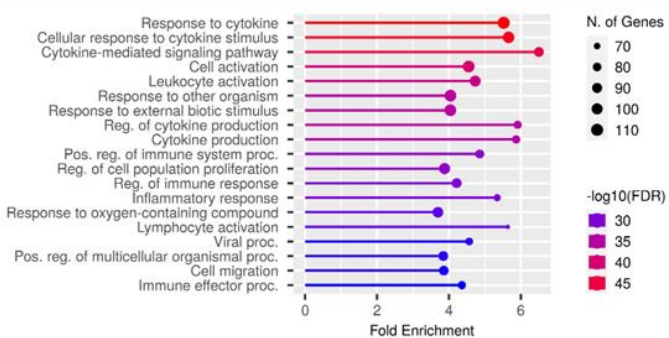 Response to cytokine
Cellular response to cytokine stimulus
Cytokine-mediated signaling pathway
Cell activation
Leukocyte activation
Response to other organism
Response to external biotic stimulus
Reg. of cytokine production
Cytokine production
Pos. reg. of immune system proc.
Reg. of cell population proliferation
Reg. of immune response
Inflammatory response
Response to oxygen-containing compound
Lymphocyte activation
Viral proc.
Pos. reg. of multicellular organismal proc.
Cell migration
Immune effector proc.
0 2 4 6
Fold Enrichment
N. of Genes
70
80
90
100
110
-log10(FDR)
30
35
40
45